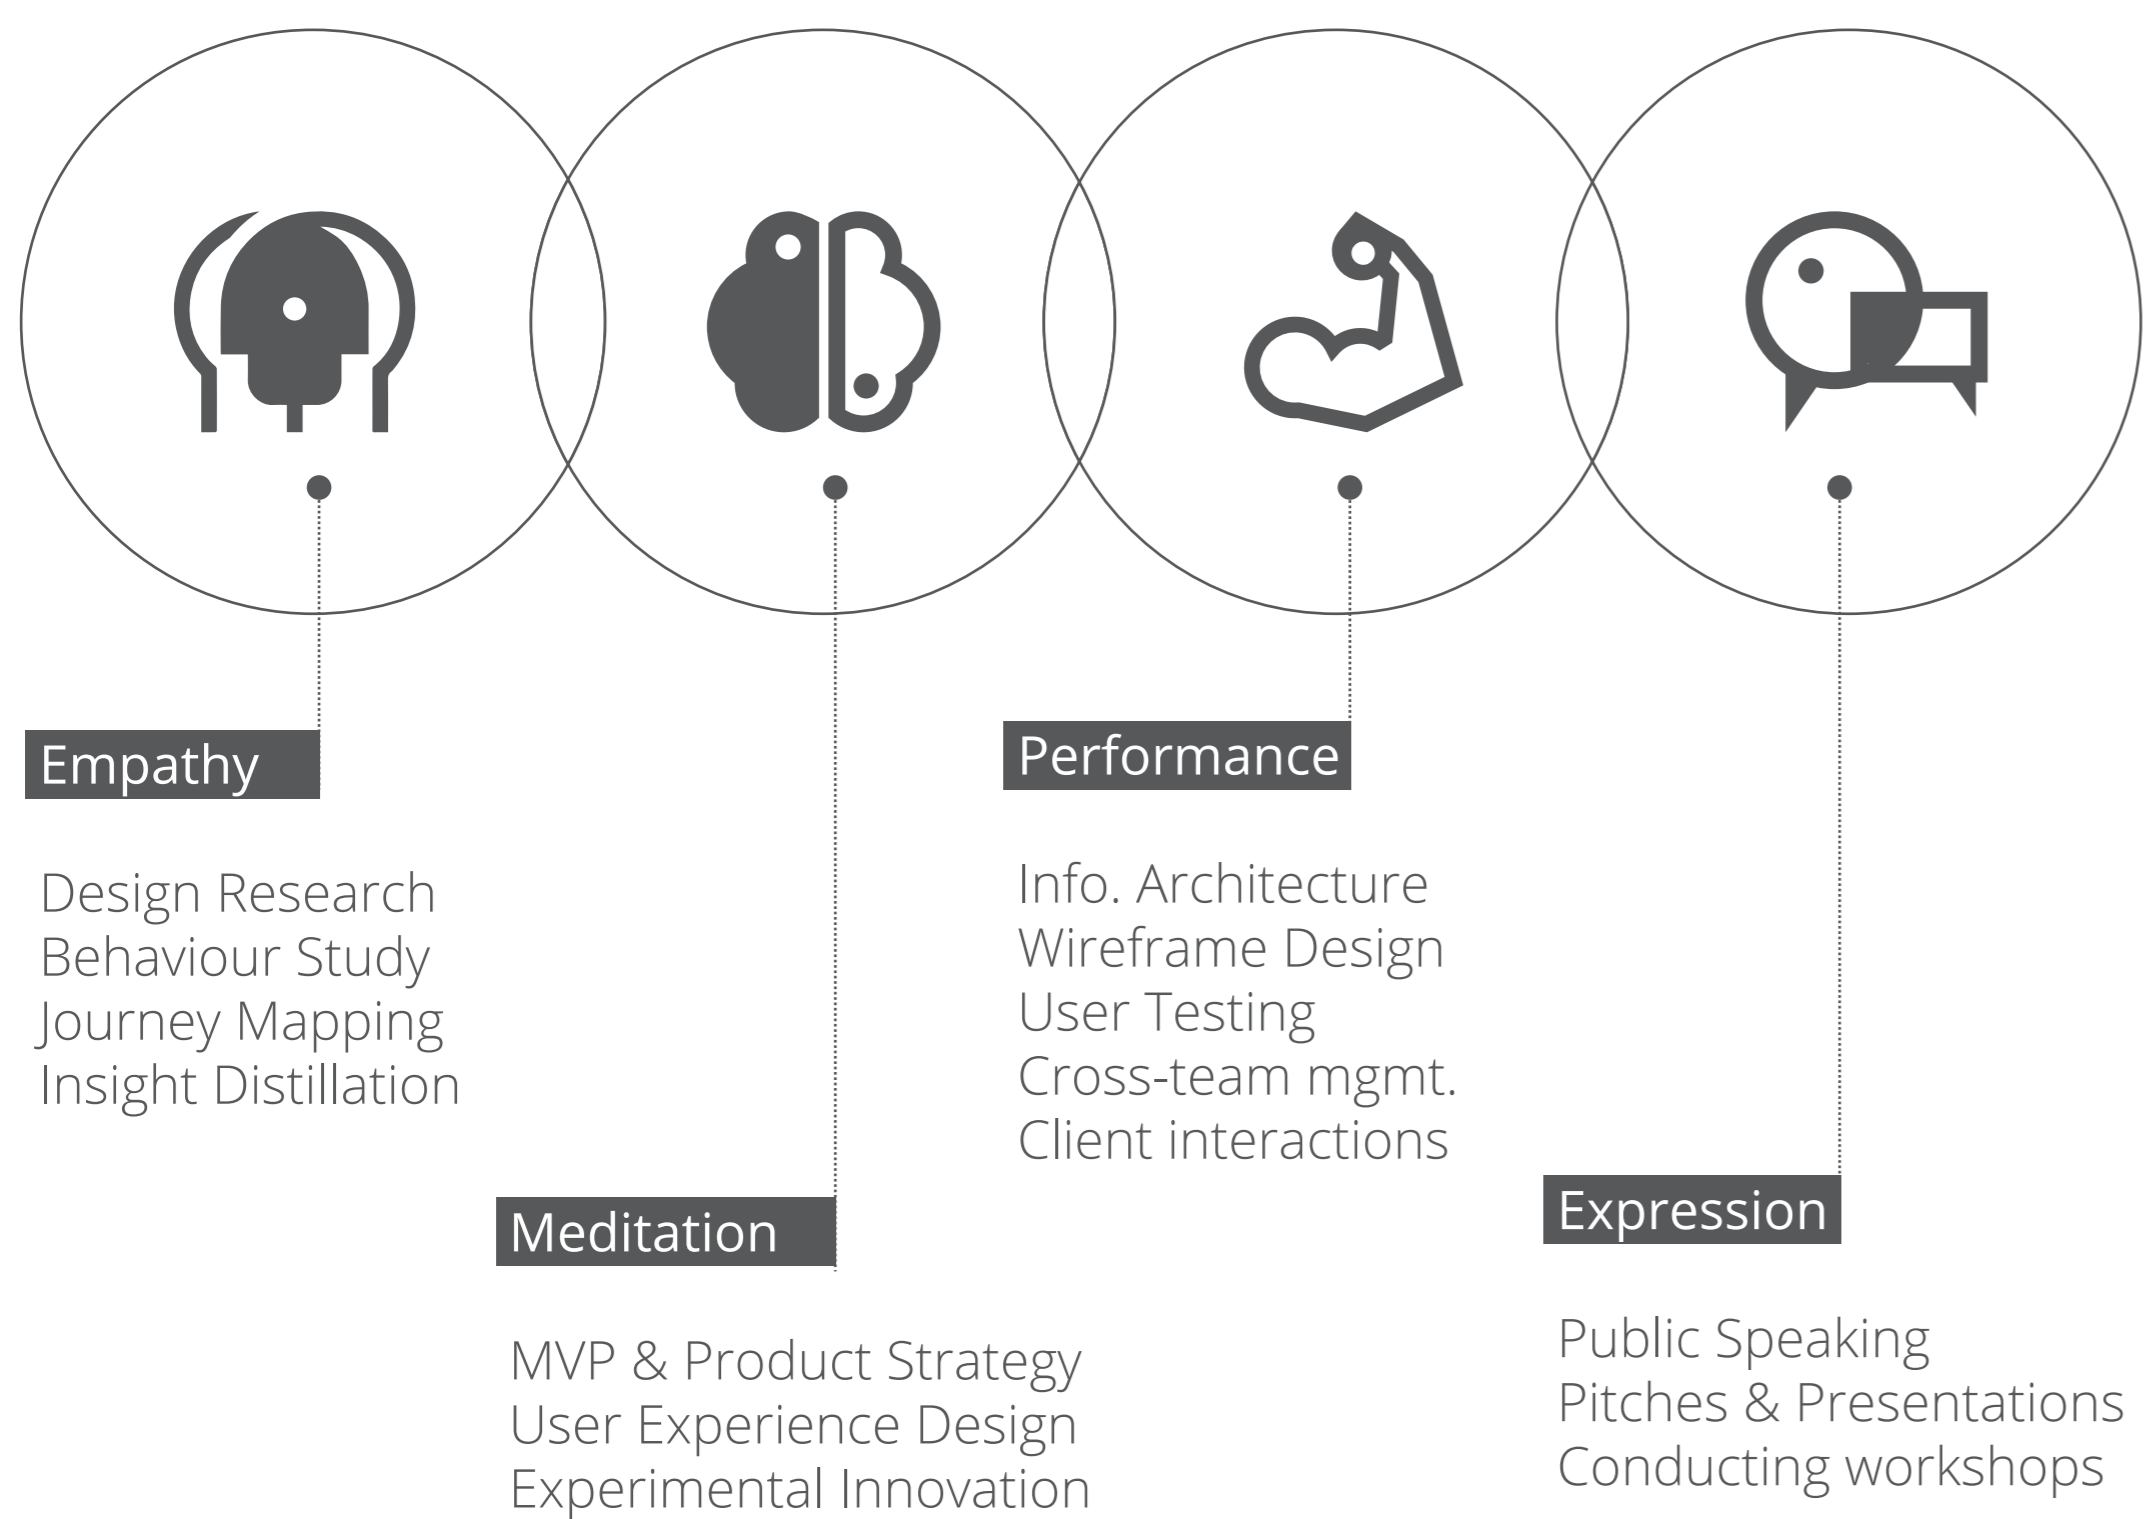 Empathy
Design Research
Behaviour Study
Journey Mapping
Insight Distillation
Meditation
MVP & Product Strategy
User Experience Design
Experimental Innovation
Performance
Info. Architecture
Wireframe Design
User Testing
Cross-team mgmt.
Client interactions
Expression
Public Speaking
Pitches & Presentations
Conducting workshops